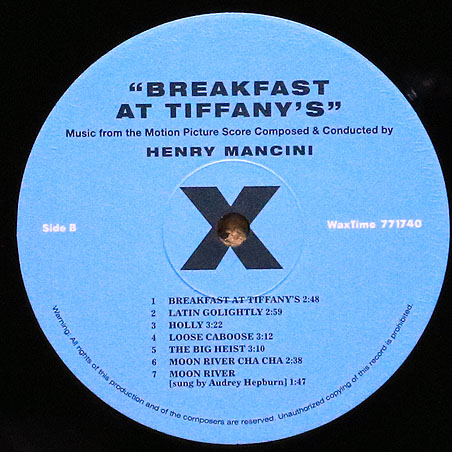 “BREAKFAST
AT TIFFANY'S”
Music from the Motion Picture Score Composed & Conducted by
HENRY MANCINI
X
Side B
WaxTime 771740
1 BREAKFAST AT TIFFANY'S 2:48
2 LATIN GOLIGHTLY 2:59
3 HOLLY 3:22
4 LOOSE CABOOSE 3:12
5 THE BIG HEIST 3:10
6 MOON RIVER CHA CHA 2:38
7 MOON RIVER
[sung by Audrey Hepburn] 1:47
Warning: All rights of this production and of the composers are reserved. Unauthorized copying of this record is prohibited.